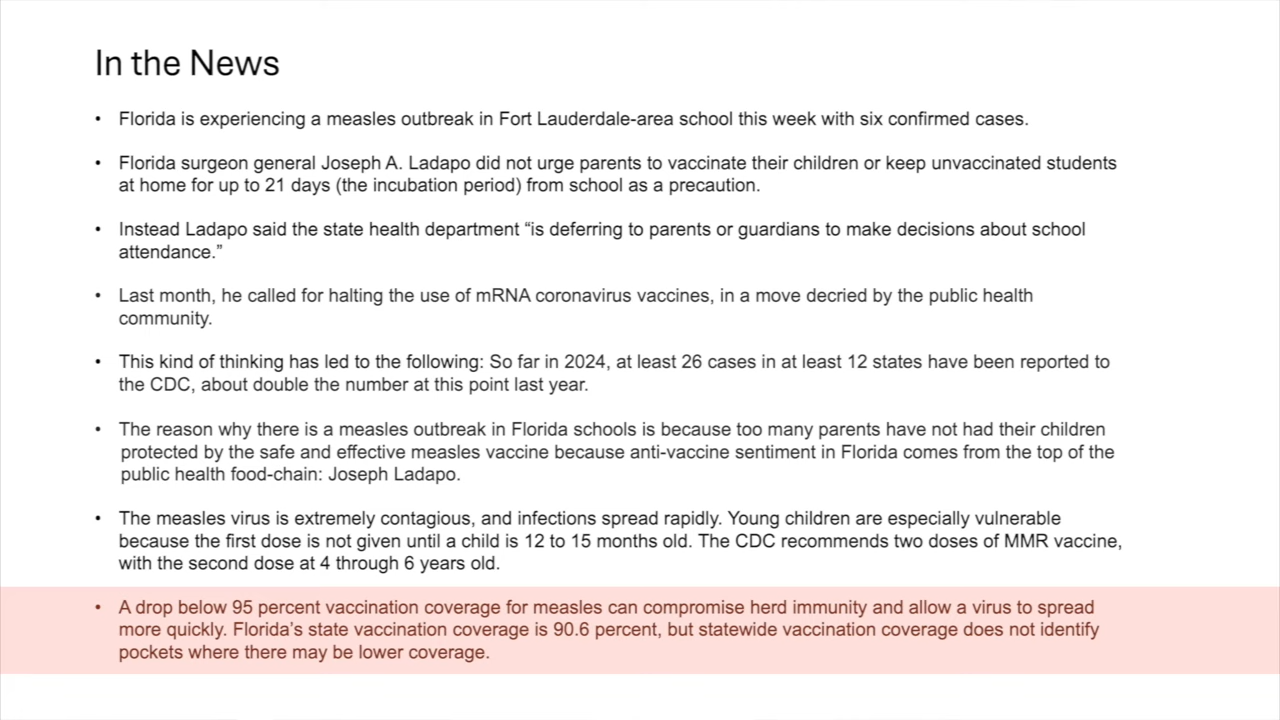 In the News
• Florida is experiencing a measles outbreak in Fort Lauderdale-area school this week with six confirmed cases.
• Florida surgeon general Joseph A. Ladapo did not urge parents to vaccinate their children or keep unvaccinated students
at home for up to 21 days (the incubation period) from school as a precaution.
• Instead Ladapo said the state health department “is deferring to parents or guardians to make decisions about school
attendance.”
• Last month, he called for halting the use of mRNA coronavirus vaccines, in a move decried by the public health
community.
• This kind of thinking has led to the following: So far in 2024, at least 26 cases in at least 12 states have been reported to
the CDC, about double the number at this point last year.
• The reason why there is a measles outbreak in Florida schools is because too many parents have not had their children
protected by the safe and effective measles vaccine because anti-vaccine sentiment in Florida comes from the top of the
public health food-chain: Joseph Ladapo.
• The measles virus is extremely contagious, and infections spread rapidly. Young children are especially vulnerable
because the first dose is not given until a child is 12 to 15 months old. The CDC recommends two doses of MMR vaccine,
with the second dose at 4 through 6 years old.
• A drop below 95 percent vaccination coverage for measles can compromise herd immunity and allow a virus to spread
more quickly. Florida’s state vaccination coverage is 90.6 percent, but statewide vaccination coverage does not identify
pockets where there may be lower coverage.